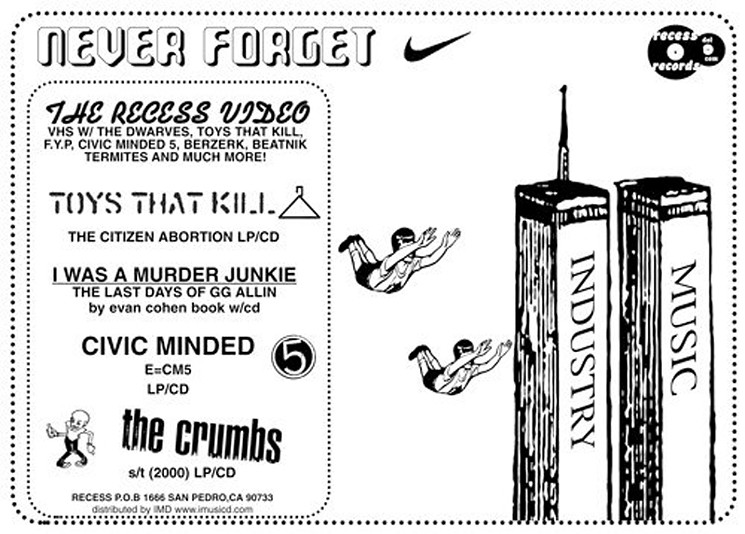 NEVER FORGET
recess
records
dot
com
THE RECESS VIDEO
VHS W/ THE DWARVES, TOYS THAT KILL,
F.Y.P, CIVIC MINDED 5, BERZERK, BEATNIK
TERMITES AND MUCH MORE!
TOYS THAT KILL
THE CITIZEN ABORTION LP/CD
I WAS A MURDER JUNKIE
THE LAST DAYS OF GG ALLIN
by evan cohen book w/cd
CIVIC MINDED 5
E=CM5
LP/CD
the crumbs
s/t (2000) LP/CD
RECESS P.O.B 1666 SAN PEDRO,CA 90733
distributed by IMD www.imusicd.com
INDUSTRY
MUSIC